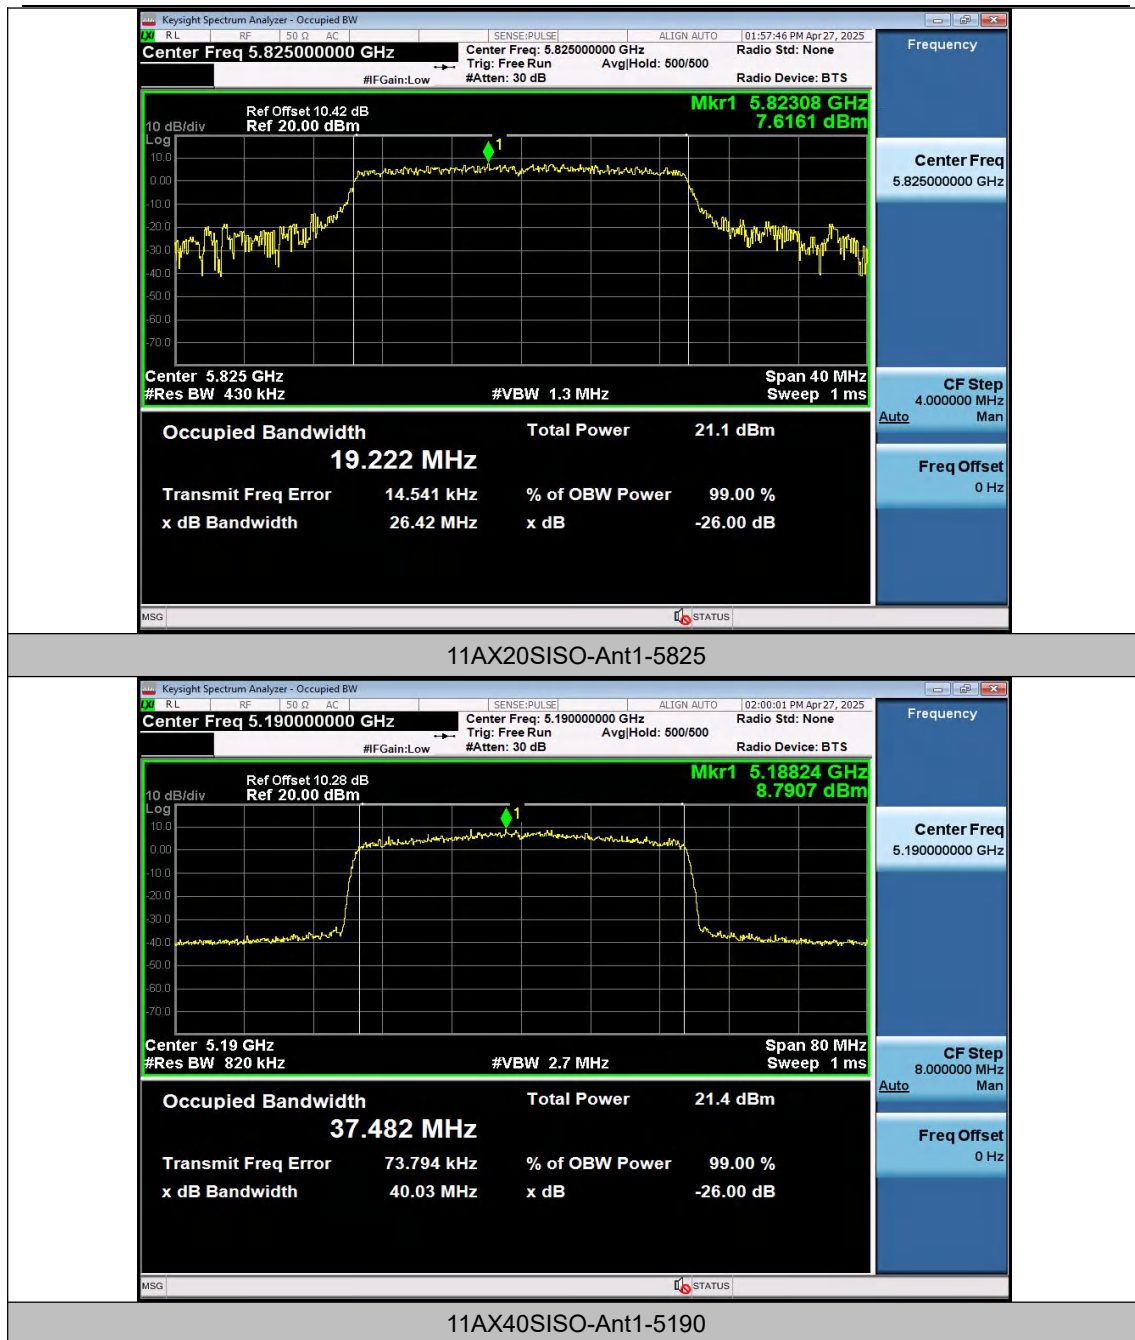 Keysight Spectrum Analyzer - Occupied BW
LXI RL RF 50 Ω AC SENSE:PULSE ALIGN AUTO 01:57:46 PM Apr 27, 2025
Center Freq 5.825000000 GHz
Center Freq: 5.825000000 GHz Radio Std: None
Trig: Free Run Avg|Hold: 500/500
#IFGain:Low #Atten: 30 dB Radio Device: BTS
Frequency
Mkr1 5.82308 GHz
7.6161 dBm
Ref Offset 10.42 dB
10 dB/div Ref 20.00 dBm
Log
1
10.0
0.00
-10.0
-20.0
-30.0
-40.0
-50.0
-60.0
-70.0
Center 5.825 GHz Span 40 MHz
#Res BW 430 kHz #VBW 1.3 MHz Sweep 1 ms
Center Freq
5.825000000 GHz
CF Step
4.000000 MHz
Auto Man
Freq Offset
0 Hz
Occupied Bandwidth Total Power 21.1 dBm
19.222 MHz
Transmit Freq Error 14.541 kHz % of OBW Power 99.00 %
x dB Bandwidth 26.42 MHz x dB -26.00 dB
MSG STATUS
11AX20SISO-Ant1-5825
Keysight Spectrum Analyzer - Occupied BW
LXI RL RF 50 Ω AC SENSE:PULSE ALIGN AUTO 02:00:01 PM Apr 27, 2025
Center Freq 5.190000000 GHz
Center Freq: 5.190000000 GHz Radio Std: None
Trig: Free Run Avg|Hold: 500/500
#IFGain:Low #Atten: 30 dB Radio Device: BTS
Frequency
Mkr1 5.18824 GHz
8.7907 dBm
Ref Offset 10.28 dB
10 dB/div Ref 20.00 dBm
Log
1
10.0
0.00
-10.0
-20.0
-30.0
-40.0
-50.0
-60.0
-70.0
Center 5.19 GHz Span 80 MHz
#Res BW 820 kHz #VBW 2.7 MHz Sweep 1 ms
Center Freq
5.190000000 GHz
CF Step
8.000000 MHz
Auto Man
Freq Offset
0 Hz
Occupied Bandwidth Total Power 21.4 dBm
37.482 MHz
Transmit Freq Error 73.794 kHz % of OBW Power 99.00 %
x dB Bandwidth 40.03 MHz x dB -26.00 dB
MSG STATUS
11AX40SISO-Ant1-5190